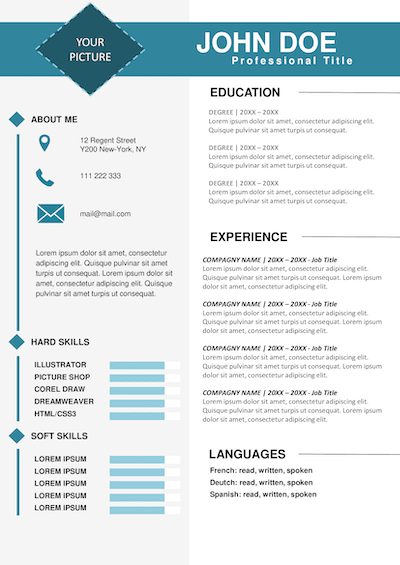 YOUR
PICTURE
JOHN DOE
Professional Title
ABOUT ME
12 Regent Street
Y200 New-York, NY
111 222 333
mail@mail.com
Lorem ipsum dolor sit amet,
consectetur adipiscing elit.
Quisque pulvinar sit amet
turpis ut consequat. Lorem
ipsum dolor sit amet,
consectetur adipiscing elit.
Quisque pulvinar sit amet
turpis ut consequat.
HARD SKILLS
ILLUSTRATOR
PICTURE SHOP
COREL DRAW
DREAMWEAVER
HTML/CSS3
SOFT SKILLS
LOREM IPSUM
LOREM IPSUM
LOREM IPSUM
LOREM IPSUM
LOREM IPSUM
EDUCATION
DEGREE | 20XX – 20XX
Lorem ipsum dolor sit amet, consectetur adipiscing elit.
Quisque pulvinar sit amet turpis ut consequat.
DEGREE | 20XX – 20XX
Lorem ipsum dolor sit amet, consectetur adipiscing elit.
Quisque pulvinar sit amet turpis ut consequat.
DEGREE | 20XX – 20XX
Lorem ipsum dolor sit amet, consectetur adipiscing elit.
Quisque pulvinar sit amet turpis ut consequat.
EXPERIENCE
COMPAGNY NAME | 20XX – 20XX - Job Title
Lorem ipsum dolor sit amet, consectetur adipiscing elit.
Quisque pulvinar sit amet turpis ut consequat. Lorem ipsum
dolor sit amet, consectetur adipiscing elit.
COMPAGNY NAME | 20XX – 20XX - Job Title
Lorem ipsum dolor sit amet, consectetur adipiscing elit.
Quisque pulvinar sit amet turpis ut consequat. Lorem ipsum
dolor sit amet, consectetur adipiscing elit.
COMPAGNY NAME | 20XX – 20XX - Job Title
Lorem ipsum dolor sit amet, consectetur adipiscing elit.
Quisque pulvinar sit amet turpis ut consequat. Lorem ipsum
dolor sit amet, consectetur adipiscing elit.
COMPAGNY NAME | 20XX – 20XX - Job Title
Lorem ipsum dolor sit amet, consectetur adipiscing elit.
Quisque pulvinar sit amet turpis ut consequat. Lorem ipsum
dolor sit amet, consectetur adipiscing elit.
LANGUAGES
French: read, written, spoken
Deutch: read, written, spoken
Spanish: read, written, spoken